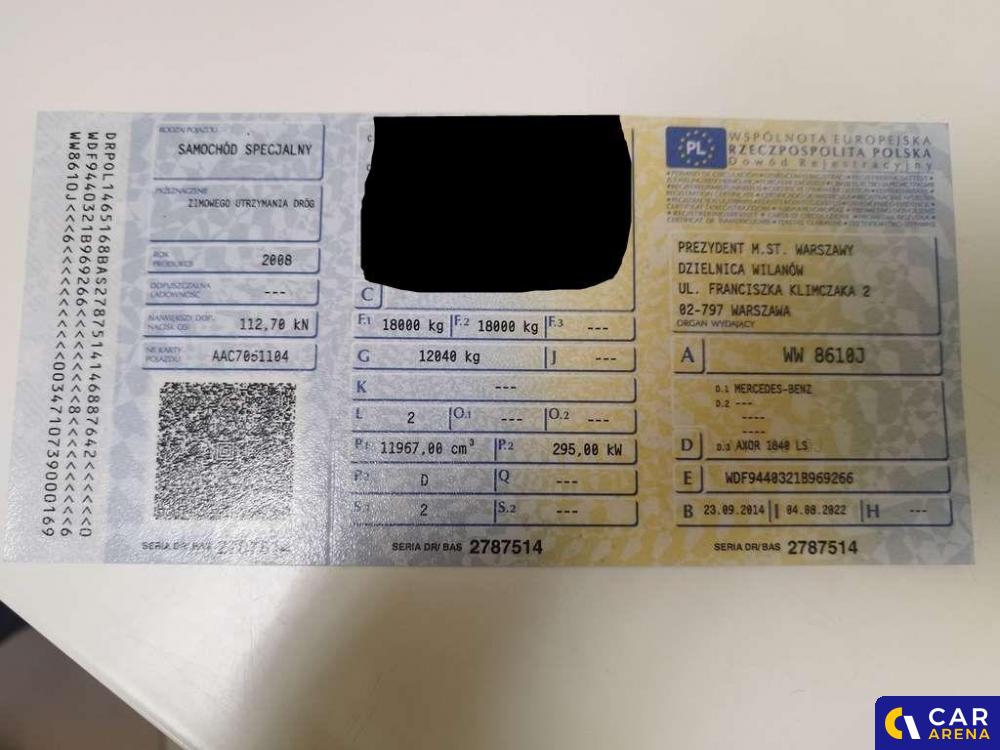 DRPOL1465168BAS2787514146887642<<<<<<0
WDF9440321B969266<<<<<<<<<<<8<<<<<<<<<
WW8610J<<<6<<<<<<<<<<<0034710739000169
RODZAJ POJAZDU
SAMOCHÓD SPECJALNY
PRZEZNACZENIE
ZIMOWEGO UTRZYMANIA DRÓG
ROK
PRODUKCJI
2008
DOPUSZCZALNA
ŁADOWNOŚĆ
---
NAJWIĘKSZY DOP.
NACISK OSI
112,70 kN
NR KARTY
POJAZDU
AAC7061104
SERIA DR/BAS 2787514
C
F.1 18000 kg F.2 18000 kg F.3 ---
G 12040 kg J ---
K ---
L 2 O.1 --- O.2 ---
P.1 11967,00 cm³ P.2 295,00 kW
P.3 D Q ---
S.1 2 S.2 ---
SERIA DR/BAS 2787514
PL
WSPÓLNOTA EUROPEJSKA
RZECZPOSPOLITA POLSKA
Dowód Rejestracyjny
PREZYDENT M.ST. WARSZAWY
DZIELNICA WILANÓW
UL. FRANCISZKA KLIMCZAKA 2
02-797 WARSZAWA
ORGAN WYDAJĄCY
A WW 8610J
D.1 MERCEDES-BENZ
D.2 ---
----
----
D D.3 AXOR 1840 LS
E WDF9440321B969266
B 23.09.2014 I 04.08.2022 H ---
SERIA DR/BAS 2787514
CAR
ARENA